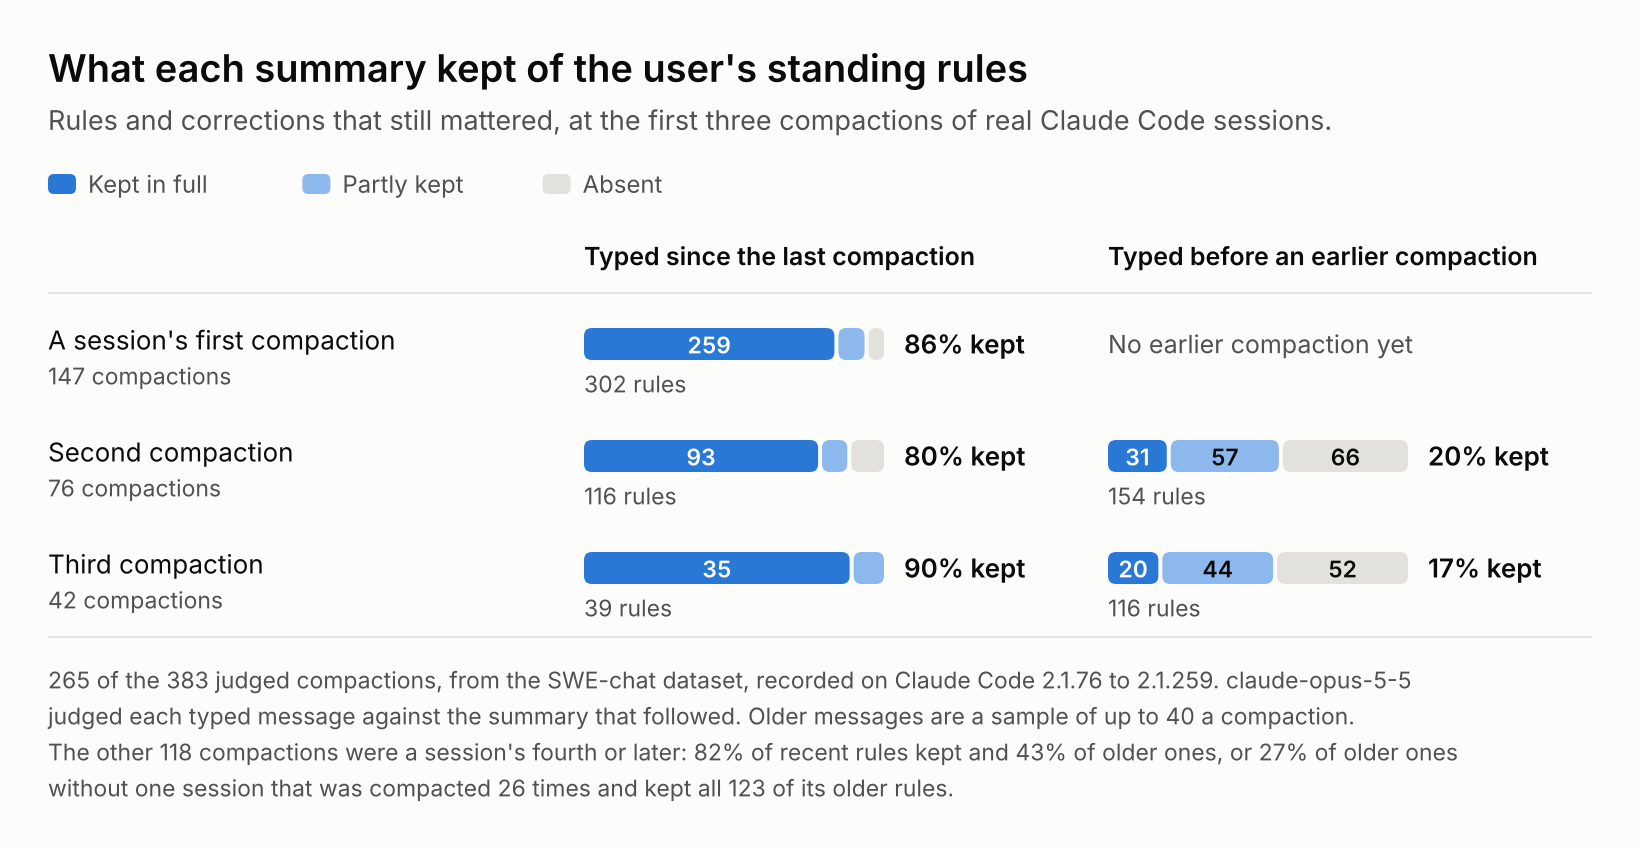 What each summary kept of the user's standing rules
Rules and corrections that still mattered, at the first three compactions of real Claude Code sessions.
Kept in full Partly kept Absent
Typed since the last compaction Typed before an earlier compaction
A session's first compaction
147 compactions
259 86% kept
302 rules
No earlier compaction yet
Second compaction
76 compactions
93 80% kept
116 rules
31 57 66 20% kept
154 rules
Third compaction
42 compactions
35 90% kept
39 rules
20 44 52 17% kept
116 rules
265 of the 383 judged compactions, from the SWE-chat dataset, recorded on Claude Code 2.1.76 to 2.1.259. claude-opus-5-5
judged each typed message against the summary that followed. Older messages are a sample of up to 40 a compaction.
The other 118 compactions were a session's fourth or later: 82% of recent rules kept and 43% of older ones, or 27% of older ones
without one session that was compacted 26 times and kept all 123 of its older rules.